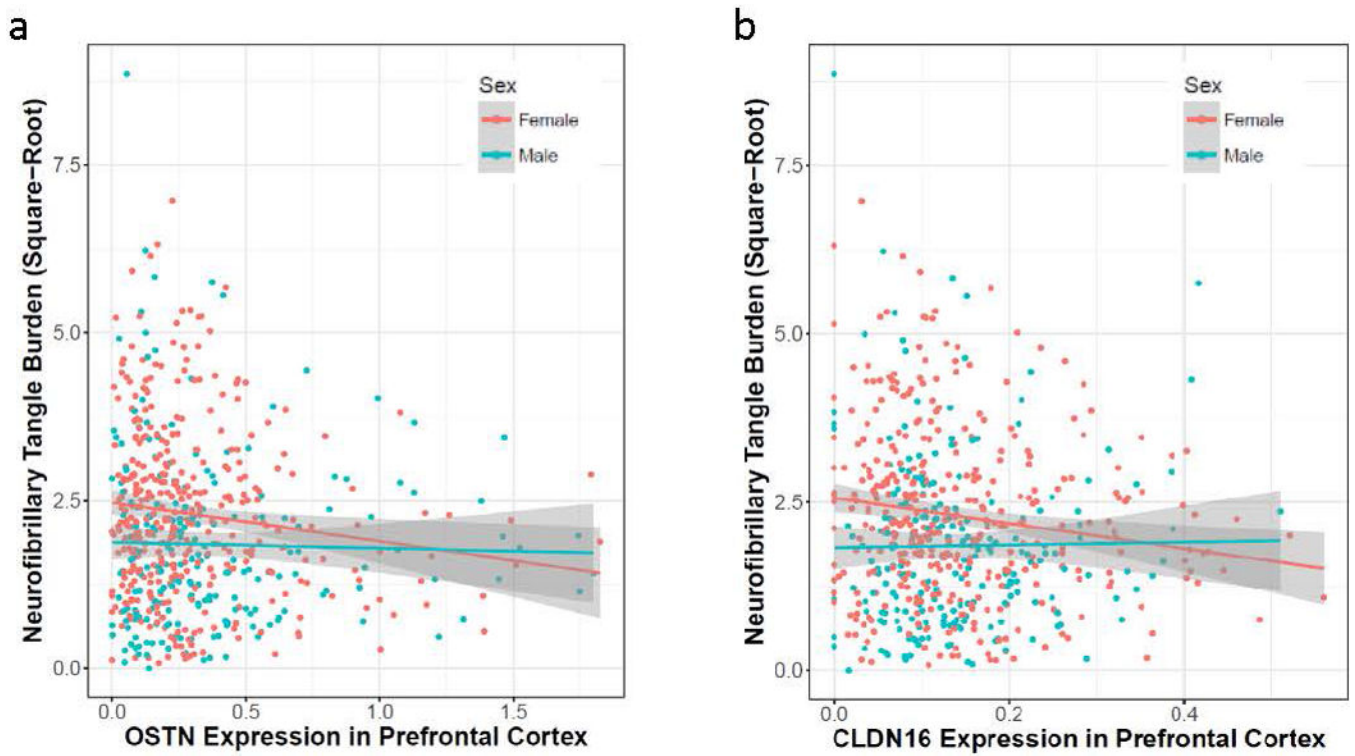 a
Neurofibrillary Tangle Burden (Square-Root)
7.5
5.0
2.5
0.0
Sex
Female
Male
0.0 0.5 1.0 1.5
OSTN Expression in Prefrontal Cortex
b
Neurofibrillary Tangle Burden (Square-Root)
7.5
5.0
2.5
0.0
Sex
Female
Male
0.0 0.2 0.4
CLDN16 Expression in Prefrontal Cortex